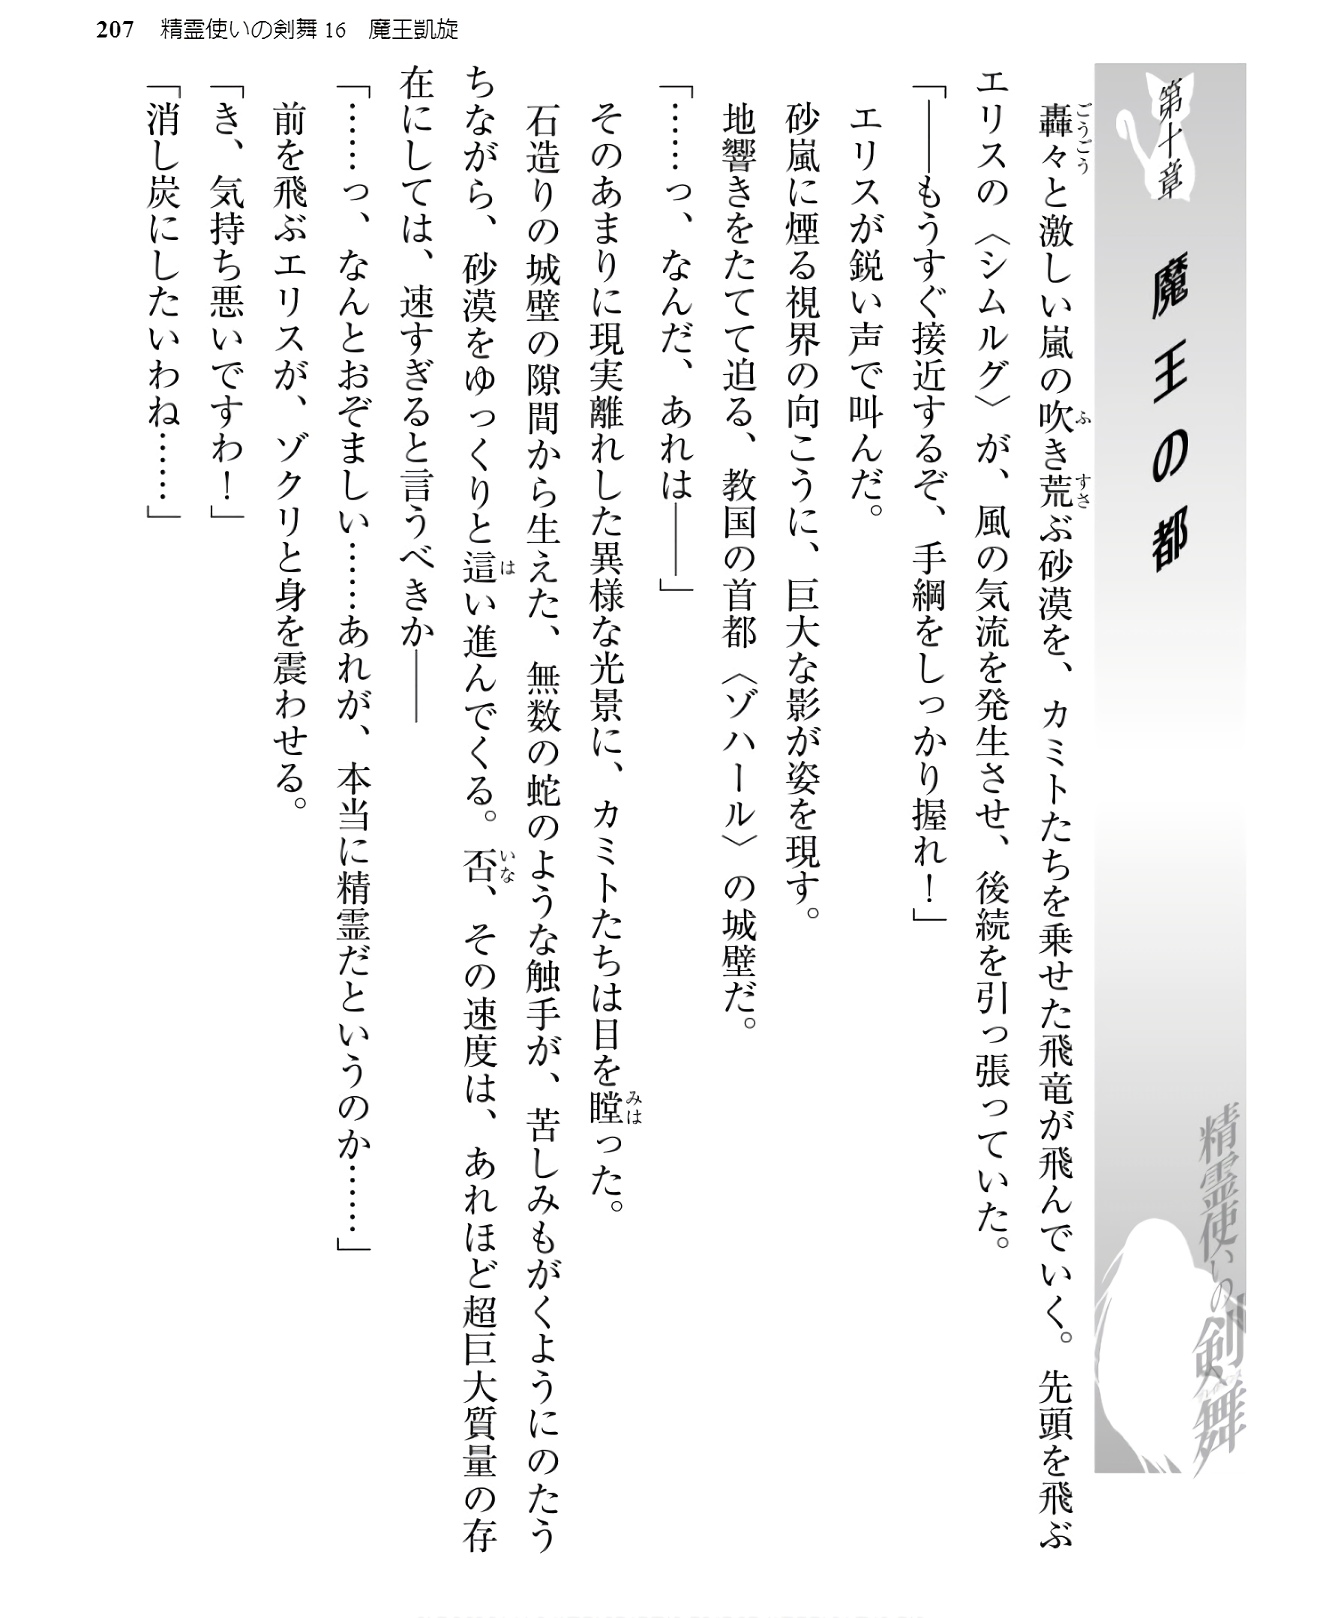 207　精霊使いの剣舞16　魔王凱旋
第十章
魔王の都
精霊使いの剣舞
轟々と激しい嵐の吹き荒ぶ砂漠を、カミトたちを乗せた飛竜が飛んでいく。先頭を飛ぶ
エリスの〈シムルグ〉が、風の気流を発生させ、後続を引っ張っていた。
「――もうすぐ接近するぞ、手綱をしっかり握れ！」
エリスが鋭い声で叫んだ。
砂嵐に煙る視界の向こうに、巨大な影が姿を現す。
地響きをたてて迫る、教国の首都〈ゾハール〉の城壁だ。
「……っ、なんだ、あれは――」
そのあまりに現実離れした異様な光景に、カミトたちは目を瞠った。
石造りの城壁の隙間から生えた、無数の蛇のような触手が、苦しみもがくようにのたう
ちながら、砂漠をゆっくりと這い進んでくる。否、その速度は、あれほど超巨大質量の存
在にしては、速すぎると言うべきか――
「……っ、なんとおぞましい……あれが、本当に精霊だというのか……」
前を飛ぶエリスが、ゾクリと身を震わせる。
「き、気持ち悪いですわ！」
「消し炭にしたいわね……」